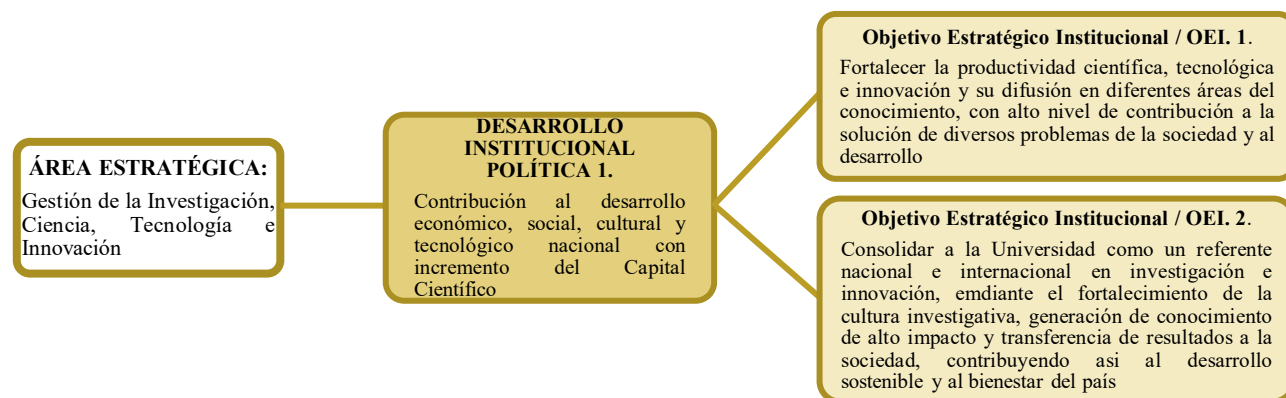 ÁREA ESTRATÉGICA:
Gestión de la Investigación,
Ciencia, Tecnología e
Innovación
DESARROLLO
INSTITUCIONAL
POLÍTICA 1.
Contribución al desarrollo
económico, social, cultural y
tecnológico nacional con
incremento del Capital
Científico
Objetivo Estratégico Institucional / OEI. 1.
Fortalecer la productividad científica, tecnológica
e innovación y su difusión en diferentes áreas del
conocimiento, con alto nivel de contribución a la
solución de diversos problemas de la sociedad y al
desarrollo
Objetivo Estratégico Institucional / OEI. 2.
Consolidar a la Universidad como un referente
nacional e internacional en investigación e
innovación, emdiante el fortalecimiento de la
cultura investigativa, generación de conocimiento
de alto impacto y transferencia de resultados a la
sociedad, contribuyendo asi al desarrollo
sostenible y al bienestar del país